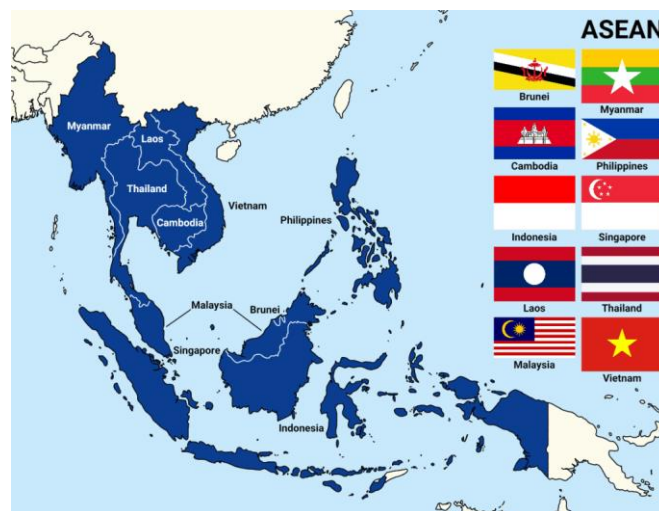 ASEAN
Brunei
Myanmar
Myanmar
Laos
Cambodia
Philippines
Thailand
Vietnam
Cambodia
Philippines
Indonesia
Singapore
Malaysia
Brunei
Laos
Thailand
Singapore
Malaysia
Vietnam
Indonesia